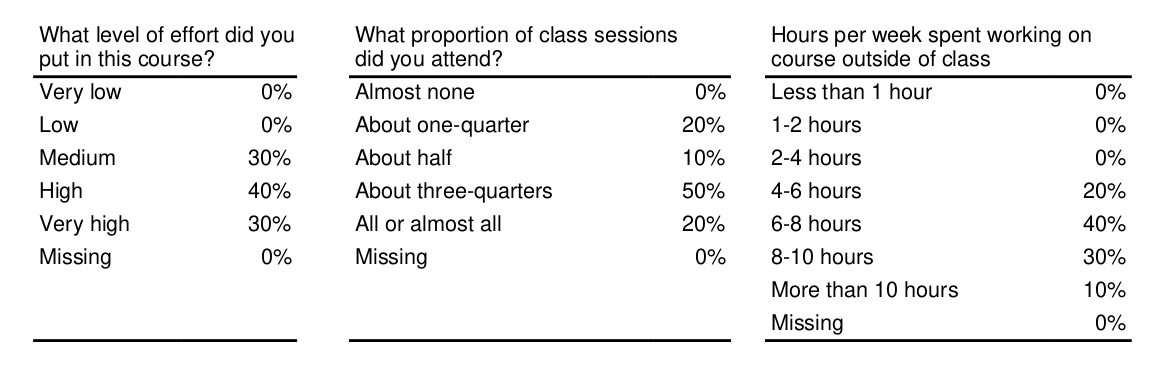 What level of effort did you
put in this course?
Very low 0%
Low 0%
Medium 30%
High 40%
Very high 30%
Missing 0%
What proportion of class sessions
did you attend?
Almost none 0%
About one-quarter 20%
About half 10%
About three-quarters 50%
All or almost all 20%
Missing 0%
Hours per week spent working on
course outside of class
Less than 1 hour 0%
1-2 hours 0%
2-4 hours 0%
4-6 hours 20%
6-8 hours 40%
8-10 hours 30%
More than 10 hours 10%
Missing 0%